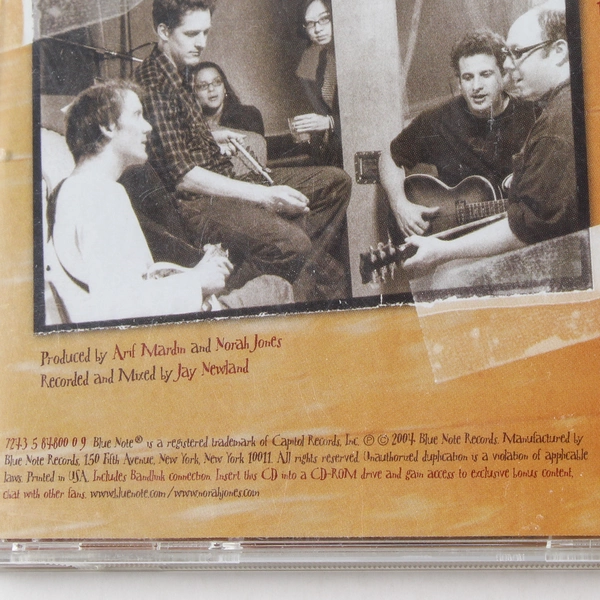 Produced by Arif Mardin and Norah Jones
Recorded and Mixed by Jay Newland
7243 5 84800 0 9 Blue Note® is a registered trademark of Capitol Records, Inc. ℗ © 2004 Blue Note Records. Manufactured by
Blue Note Records, 150 Fifth Avenue, New York, New York 10011. All rights reserved. Unauthorized duplication is a violation of applicable
laws. Printed in USA. Includes Bandlink connection. Insert this CD into a CD-ROM drive and gain access to exclusive bonus content,
chat with other fans. www.bluenote.com / www.norahjones.com